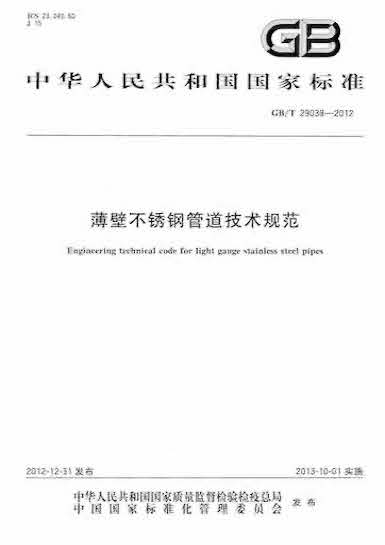 ICS 23.040.60
J 15
GB
中华人民共和国国家标准
GB/T 29038—2012
薄壁不锈钢管道技术规范
Engineering technical code for light gauge stainless steel pipes
2012-12-31 发布
2013-10-01 实施
中华人民共和国国家质量监督检验检疫总局
中国国家标准化管理委员会
发布